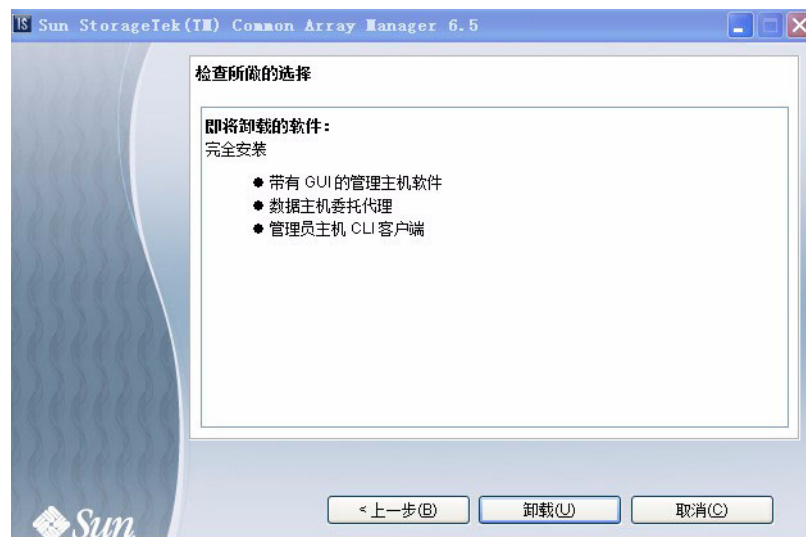 Sun StorageTek(TM) Common Array Manager 6.5
检查所做的选择
即将卸载的软件：
完全安装
● 带有 GUI 的管理主机软件
● 数据主机委托代理
● 管理员主机 CLI 客户端
<上一步(B)
卸载(U)
取消(C)
Sun